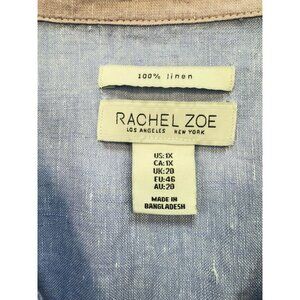 100% linen
RACHEL ZOE
LOS ANGELES NEW YORK
US:1X
CA:1X
UK:20
EU:46
AU:20
MADE IN
BANGLADESH